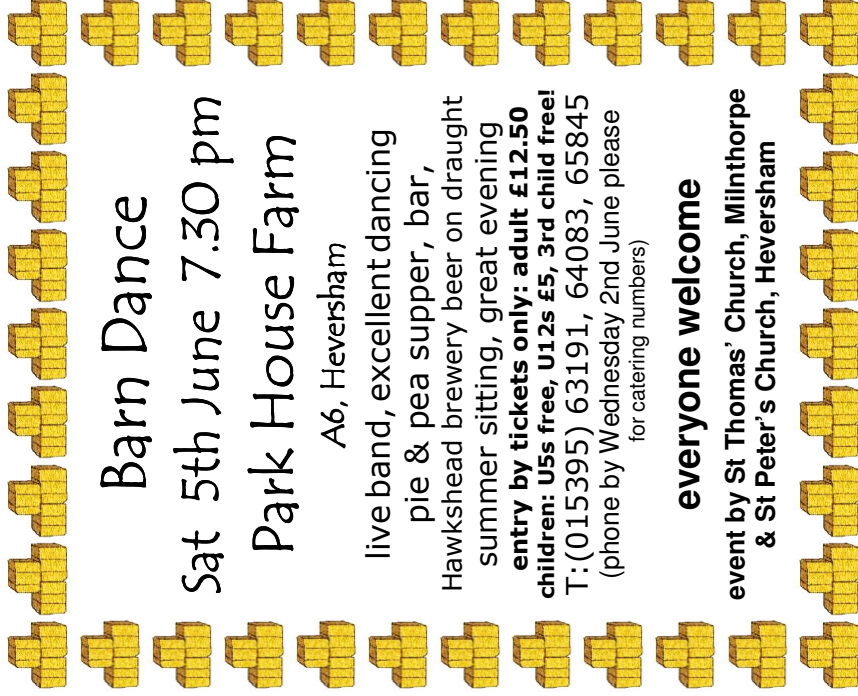 Barn Dance
Sat 5th June 7.30 pm
Park House Farm
A6, Heversham
live band, excellent dancing
pie & pea supper, bar,
Hawkshead brewery beer on draught
summer sitting, great evening
entry by tickets only: adult £12.50
children: U5s free, U12s £5, 3rd child free!
T:(015395) 63191, 64083, 65845
(phone by Wednesday 2nd June please
for catering numbers)
everyone welcome
event by St Thomas' Church, Milnthorpe
& St Peter's Church, Heversham